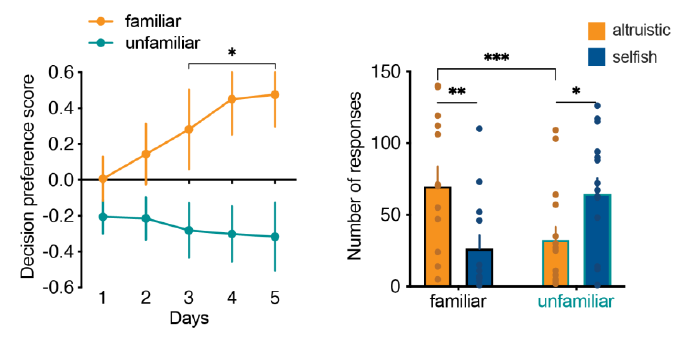 familiar
unfamiliar
*
Decision preference score
0.6
0.4
0.2
0.0
-0.2
-0.4
-0.6
1 2 3 4 5
Days
altruistic
selfish
***
**
*
Number of responses
150
100
50
0
familiar unfamiliar